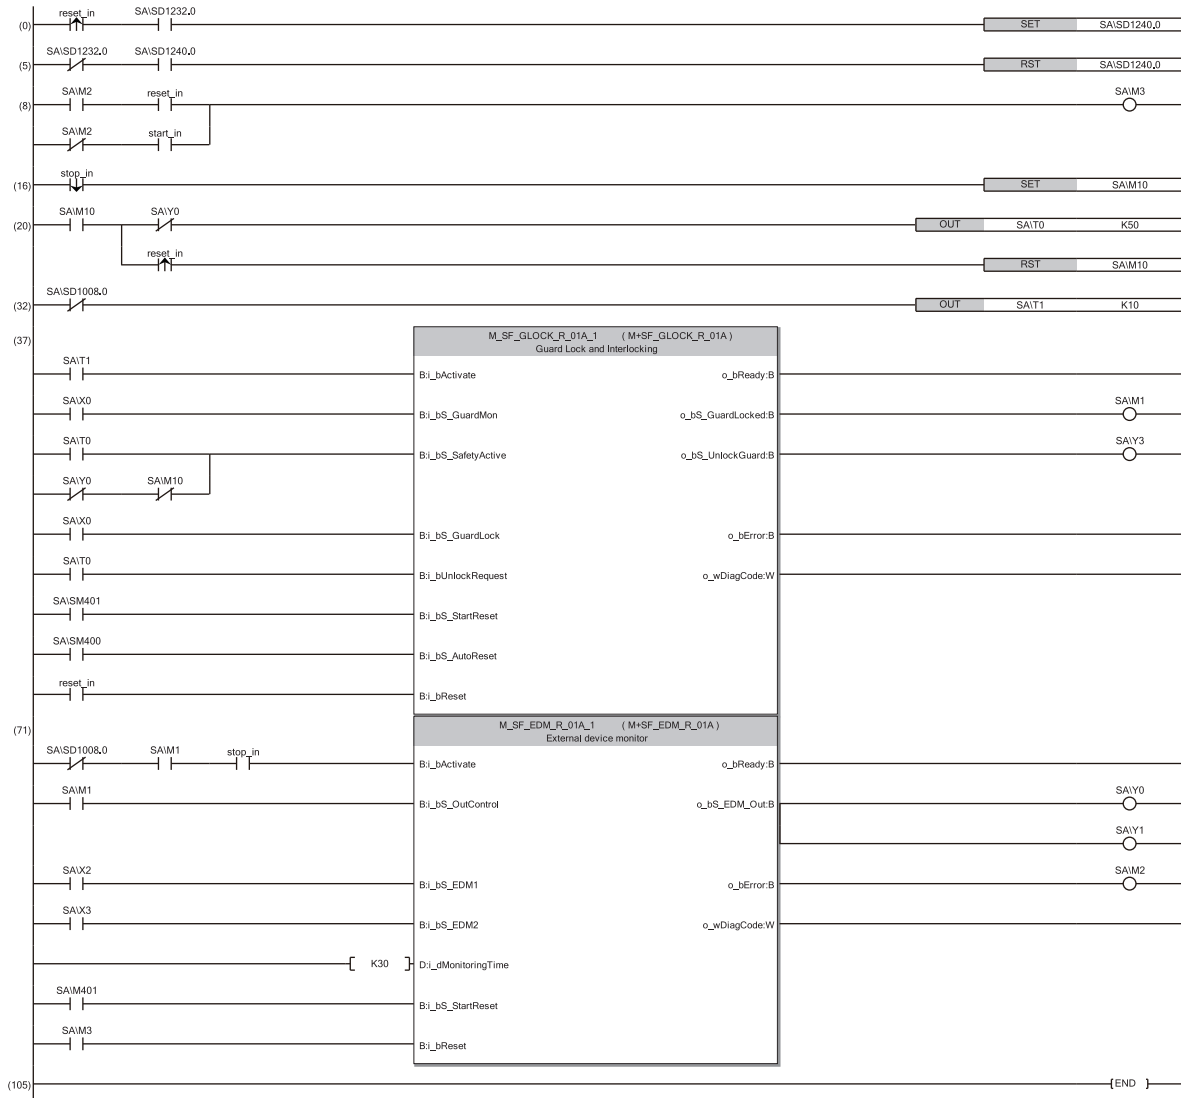 reset_in SA\SD1232.0
(0) SET SA\SD1240.0
SA\SD1232.0 SA\SD1240.0
(5) RST SA\SD1240.0
SA\M2 reset_in SA\M3
(8)
SA\M2 start_in
stop_in
(16) SET SA\M10
SA\M10 SA\Y0
(20) OUT SA\T0 K50
reset_in
RST SA\M10
SA\SD1008.0
(32) OUT SA\T1 K10
(37) M_SF_GLOCK_R_01A_1 (M+SF_GLOCK_R_01A)
Guard Lock and Interlocking
SA\T1
B:i_bActivate o_bReady:B
SA\X0 SA\M1
B:i_bS_GuardMon o_bS_GuardLocked:B
SA\T0 SA\Y3
B:i_bS_SafetyActive o_bS_UnlockGuard:B
SA\Y0 SA\M10
SA\X0
B:i_bS_GuardLock o_bError:B
SA\T0
B:i_bUnlockRequest o_wDiagCode:W
SA\SM401
B:i_bS_StartReset
SA\SM400
B:i_bS_AutoReset
reset_in
B:i_bReset
(71) M_SF_EDM_R_01A_1 (M+SF_EDM_R_01A)
External device monitor
SA\SD1008.0 SA\M1 stop_in
B:i_bActivate o_bReady:B
SA\M1 SA\Y0
B:i_bS_OutControl o_bS_EDM_Out:B
SA\Y1
SA\X2 SA\M2
B:i_bS_EDM1 o_bError:B
SA\X3
B:i_bS_EDM2 o_wDiagCode:W
K30 D:i_dMonitoringTime
SA\M401
B:i_bS_StartReset
SA\M3
B:i_bReset
(105) END